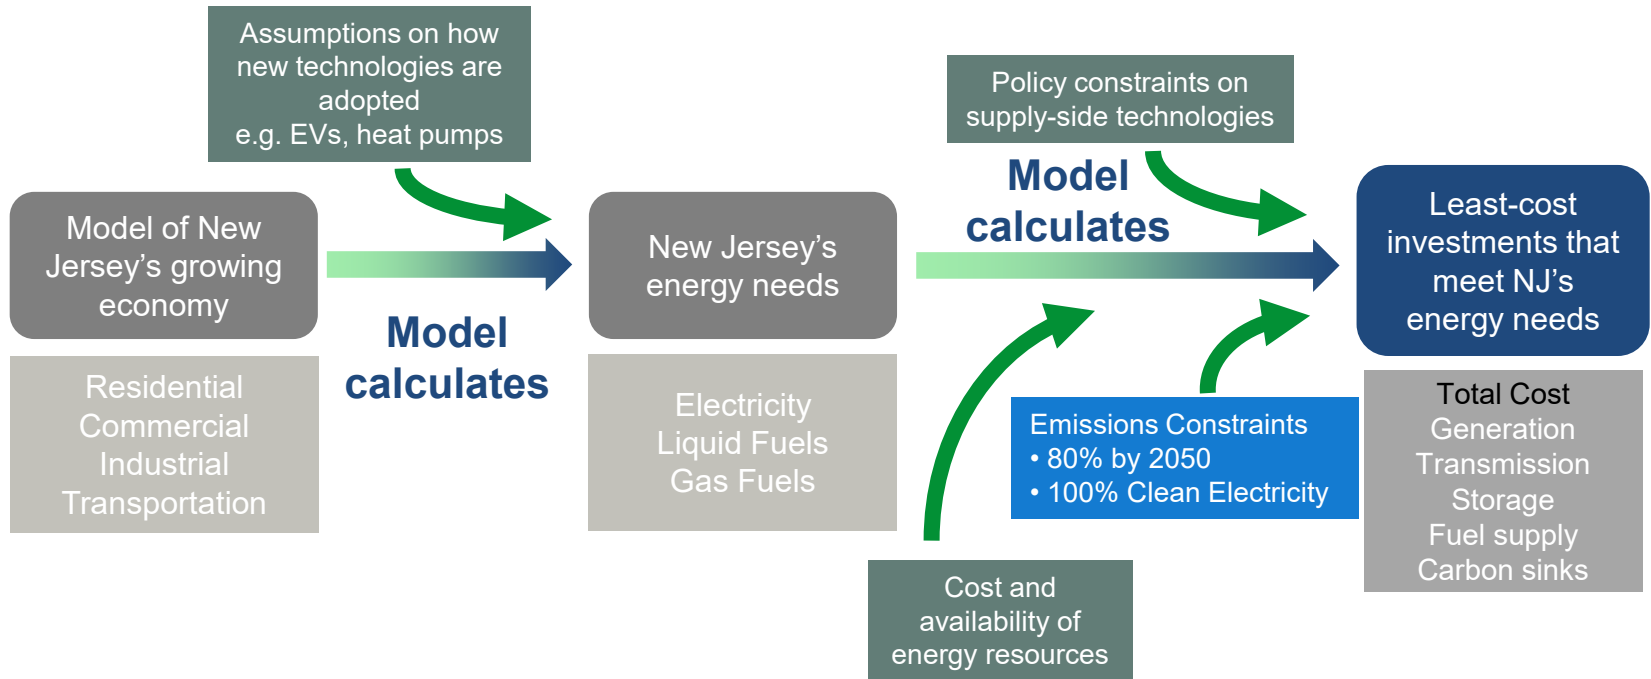 Assumptions on how
new technologies are
adopted
e.g. EVs, heat pumps
Policy constraints on
supply-side technologies
Model of New
Jersey’s growing
economy
Model
calculates
New Jersey’s
energy needs
Model
calculates
Least-cost
investments that
meet NJ’s
energy needs
Residential
Commercial
Industrial
Transportation
Electricity
Liquid Fuels
Gas Fuels
Emissions Constraints
• 80% by 2050
• 100% Clean Electricity
Total Cost
Generation
Transmission
Storage
Fuel supply
Carbon sinks
Cost and
availability of
energy resources